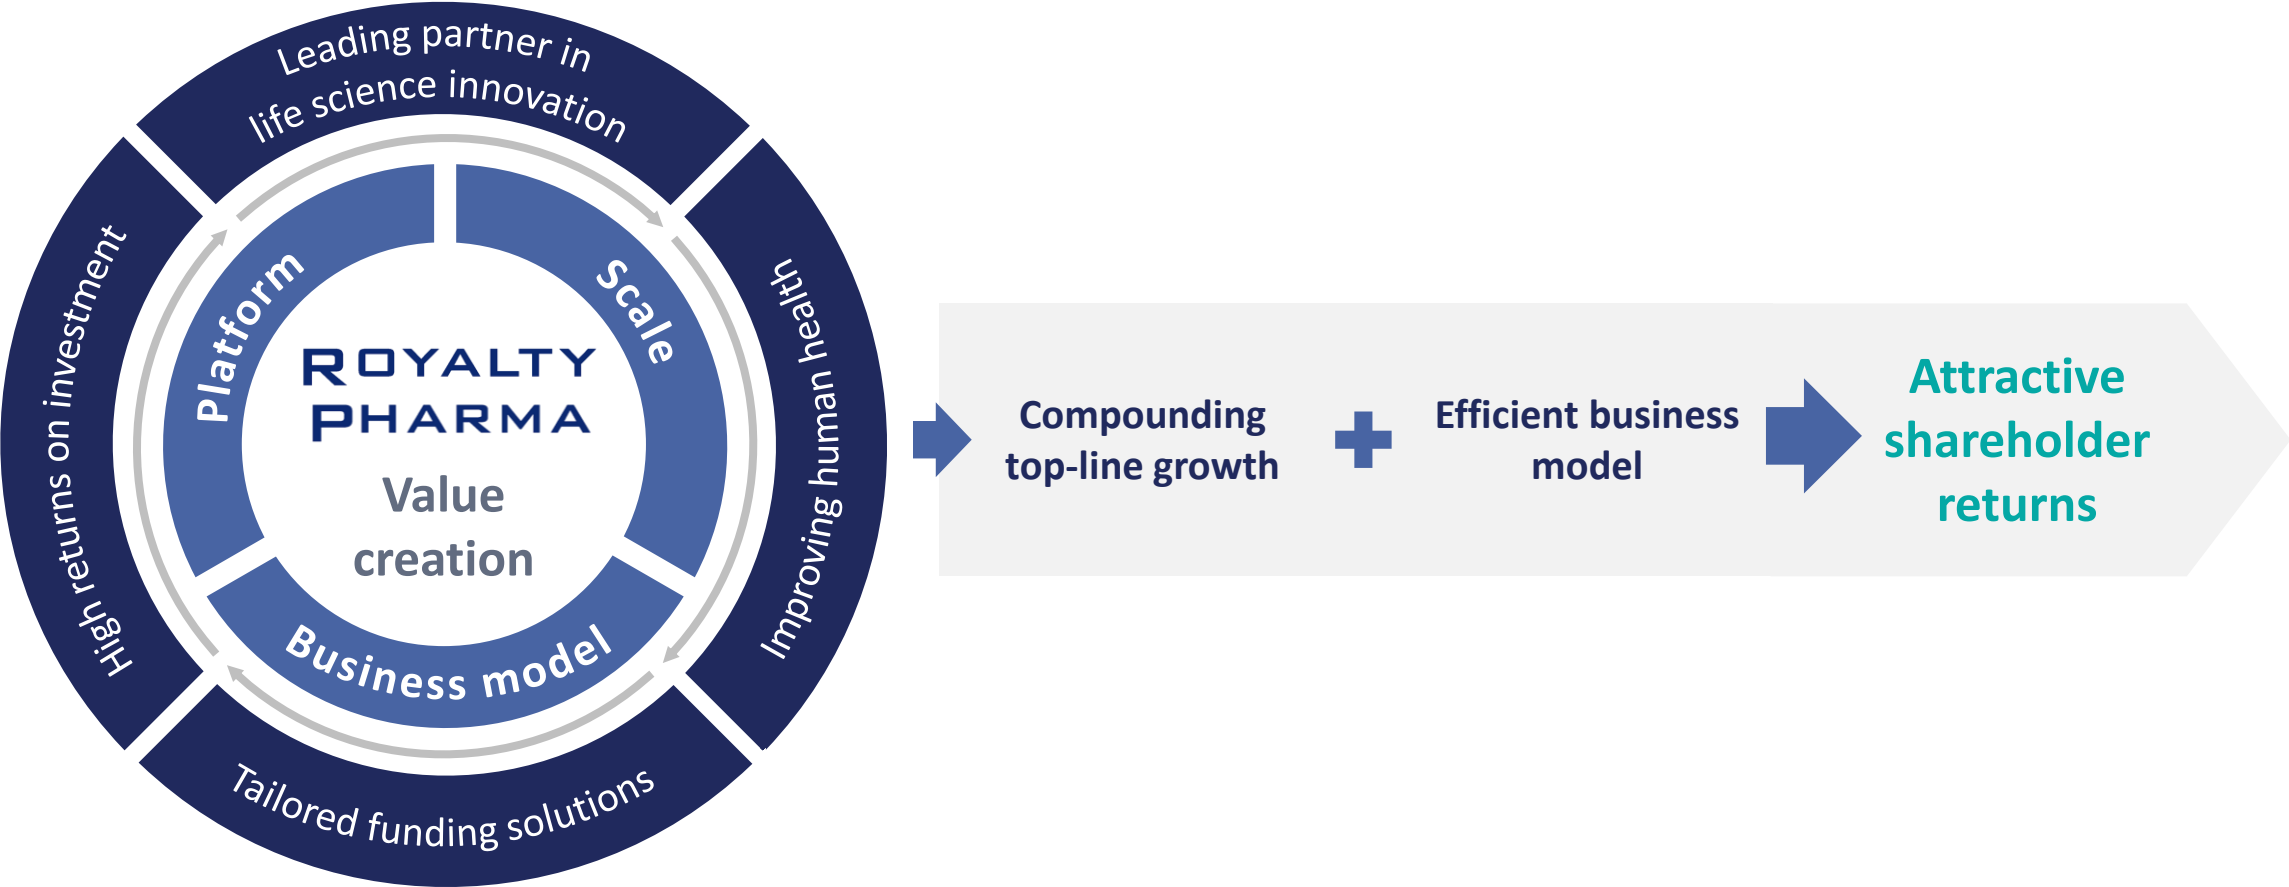 Leading partner in
life science innovation
High returns on investment
Improving human health
Tailored funding solutions
Platform
Scale
Business model
ROYALTY
PHARMA
Value
creation
Compounding
top-line growth
Efficient business
model
Attractive
shareholder
returns